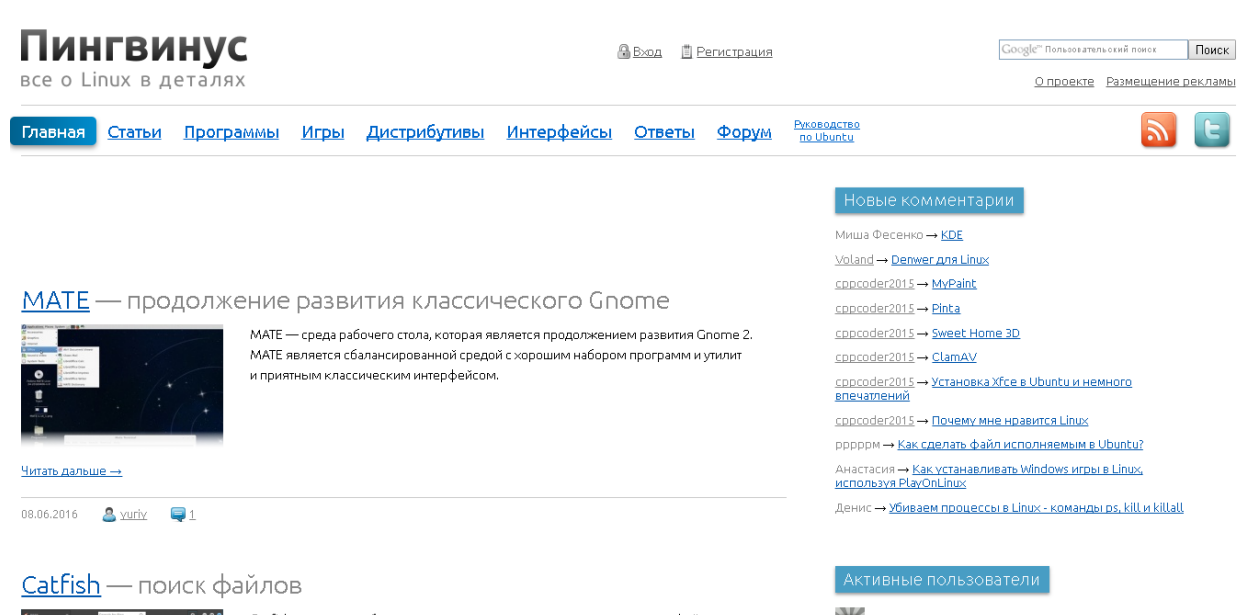 Пингвинус
все о Linux в деталях
Вход Регистрация
Google™ Пользовательский поиск Поиск
О проекте Размещение рекламы
Главная Статьи Программы Игры Дистрибутивы Интерфейсы Ответы Форум
Руководство
по Ubuntu
MATE — продолжение развития классического Gnome
MATE — среда рабочего стола, которая является продолжением развития Gnome 2.
MATE является сбалансированной средой с хорошим набором программ и утилит
и приятным классическим интерфейсом.
Читать дальше →
08.06.2016 yuriy 1
Catfish — поиск файлов
Новые комментарии
Миша Фесенко → KDE
Voland → Denwer для Linux
cppcoder2015 → MyPaint
cppcoder2015 → Pinta
cppcoder2015 → Sweet Home 3D
cppcoder2015 → ClamAV
cppcoder2015 → Установка Xfce в Ubuntu и немного
впечатлений
cppcoder2015 → Почему мне нравится Linux
рррррм → Как сделать файл исполняемым в Ubuntu?
Анастасия → Как устанавливать Windows игры в Linux,
используя PlayOnLinux
Денис → Убиваем процессы в Linux - команды ps, kill и killall
Активные пользователи